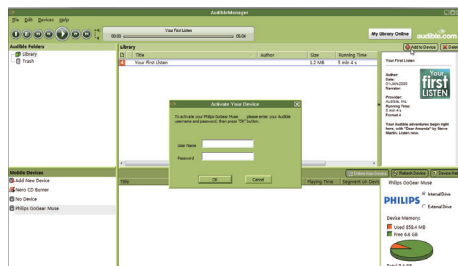 AudibleManager
File Edit Devices Help
Your First Listen
00:00 05:04
My Library Online
audible.com
Audible Folders
Library
Trash
Library
Add to Device
Title Author Size Running Time
Your First Listen 1.2 MB 5 min 4 s
Your First Listen
Author:
Date:
01-JAN-2005
Narrator:
Provider:
Audible, Inc.
Running Time:
5 min 4 s
Format 4
Your first LISTEN
Your Audible adventures begin right
here, with "Dear Amanda" by Steve
Martin. Listen now.
Activate Your Device
To activate your Philips GoGear Muse please enter your Audible
username and password, then press "OK" button.
User Name
Password
OK Cancel
Mobile Devices
Add New Device
Nero CD Burner
No Device
Philips GoGear Muse
Refresh Device
Title Playing Time Segment on Devi
Philips GoGear Muse
PHILIPS
Internal Drive
External Drive
Device Memory:
Used 658.4 MB
Free 6.6 GB